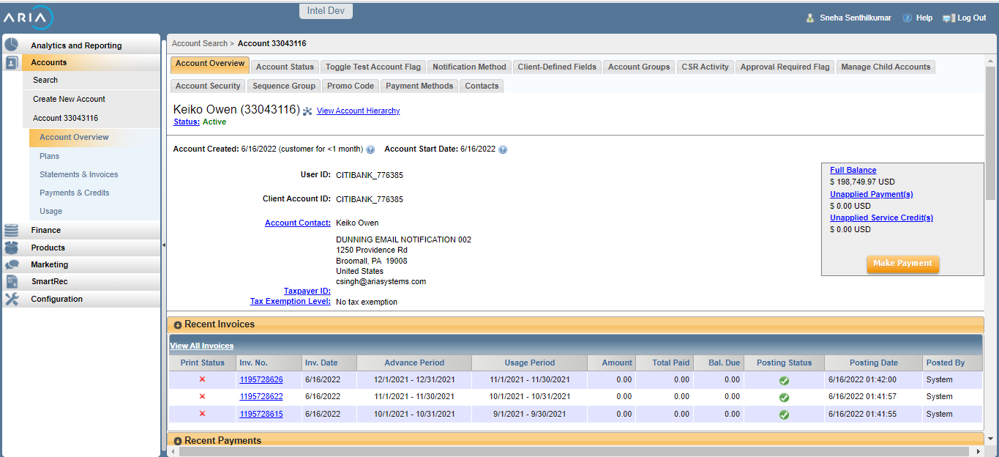 ARIA
Intel Dev
Sneha Senthilkumar Help Log Out
Analytics and Reporting
Accounts
Search
Create New Account
Account 33043116
Account Overview
Plans
Statements & Invoices
Payments & Credits
Usage
Finance
Products
Marketing
SmartRec
Configuration
Account Search > Account 33043116
Account Overview Account Status Toggle Test Account Flag Notification Method Client-Defined Fields Account Groups CSR Activity Approval Required Flag Manage Child Accounts
Account Security Sequence Group Promo Code Payment Methods Contacts
Keiko Owen (33043116) View Account Hierarchy
Status: Active
Account Created: 6/16/2022 (customer for <1 month) ? Account Start Date: 6/16/2022 ?
User ID: CITIBANK_776385
Client Account ID: CITIBANK_776385
Account Contact: Keiko Owen
DUNNING EMAIL NOTIFICATION 002
1250 Providence Rd
Broomall, PA 19008
United States
csingh@ariasystems.com
Taxpayer ID:
Tax Exemption Level: No tax exemption
Full Balance
$ 198,749.97 USD
Unapplied Payment(s)
$ 0.00 USD
Unapplied Service Credit(s)
$ 0.00 USD
Make Payment
Recent Invoices
View All Invoices
Print Status Inv. No. Inv. Date Advance Period Usage Period Amount Total Paid Bal. Due Posting Status Posting Date Posted By
1195728626 6/16/2022 12/1/2021 - 12/31/2021 11/1/2021 - 11/30/2021 0.00 0.00 0.00 6/16/2022 01:42:00 System
1195728622 6/16/2022 11/1/2021 - 11/30/2021 10/1/2021 - 10/31/2021 0.00 0.00 0.00 6/16/2022 01:41:57 System
1195728615 6/16/2022 10/1/2021 - 10/31/2021 9/1/2021 - 9/30/2021 0.00 0.00 0.00 6/16/2022 01:41:55 System
Recent Payments